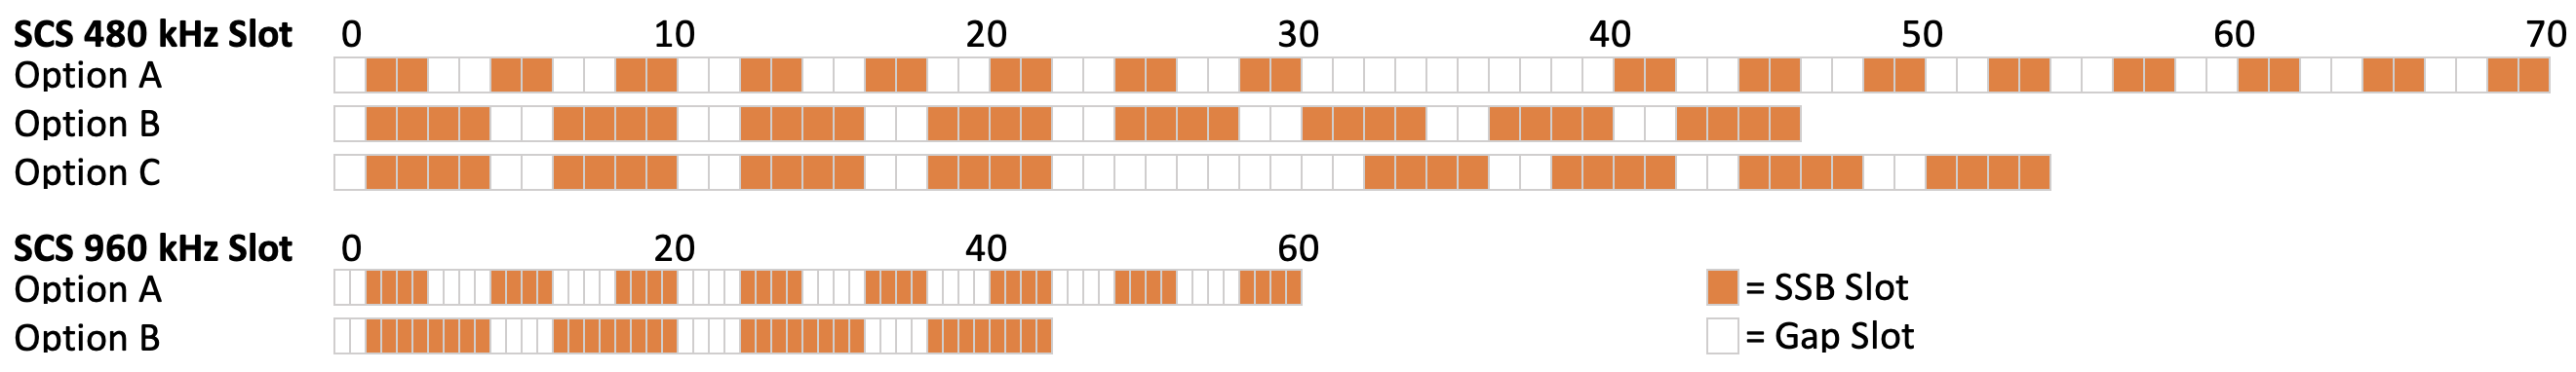 SCS 480 kHz Slot 0 10 20 30 40 50 60 70
Option A
Option B
Option C
SCS 960 kHz Slot 0 20 40 60
Option A = SSB Slot
Option B = Gap Slot